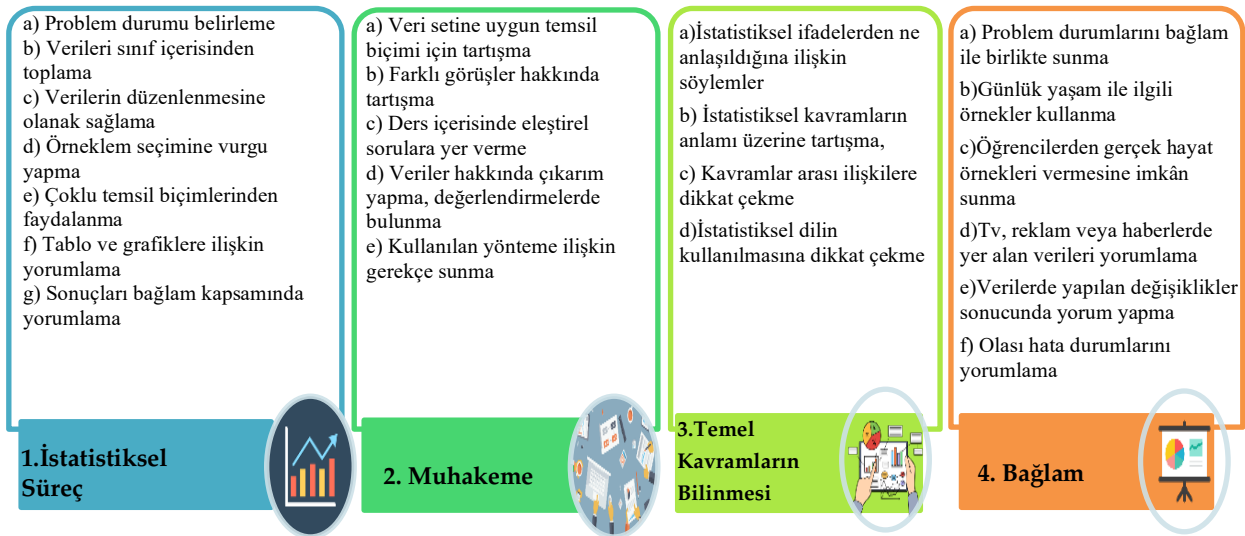 a) Problem durumu belirleme
b) Verileri sınıf içerisinden
toplama
c) Verilerin düzenlenmesine
olanak sağlama
d) Örneklem seçimine vurgu
yapma
e) Çoklu temsil biçimlerinden
faydalanma
f) Tablo ve grafiklere ilişkin
yorumlama
g) Sonuçları bağlam kapsamında
yorumlama
1.İstatistiksel
Süreç
a) Veri setine uygun temsil
biçimi için tartışma
b) Farklı görüşler hakkında
tartışma
c) Ders içerisinde eleştirel
sorulara yer verme
d) Veriler hakkında çıkarım
yapma, değerlendirmelerde
bulunma
e) Kullanılan yönteme ilişkin
gerekçe sunma
2. Muhakeme
a)İstatistiksel ifadelerden ne
anlaşıldığına ilişkin
söylemler
b) İstatistiksel kavramların
anlamı üzerine tartışma,
c) Kavramlar arası ilişkilere
dikkat çekme
d)İstatistiksel dilin
kullanılmasına dikkat çekme
3.Temel
Kavramların
Bilinmesi
a) Problem durumlarını bağlam
ile birlikte sunma
b)Günlük yaşam ile ilgili
örnekler kullanma
c)Öğrencilerden gerçek hayat
örnekleri vermesine imkân
sunma
d)Tv, reklam veya haberlerde
yer alan verileri yorumlama
e)Verilerde yapılan değişiklikler
sonucunda yorum yapma
f) Olası hata durumlarını
yorumlama
4. Bağlam